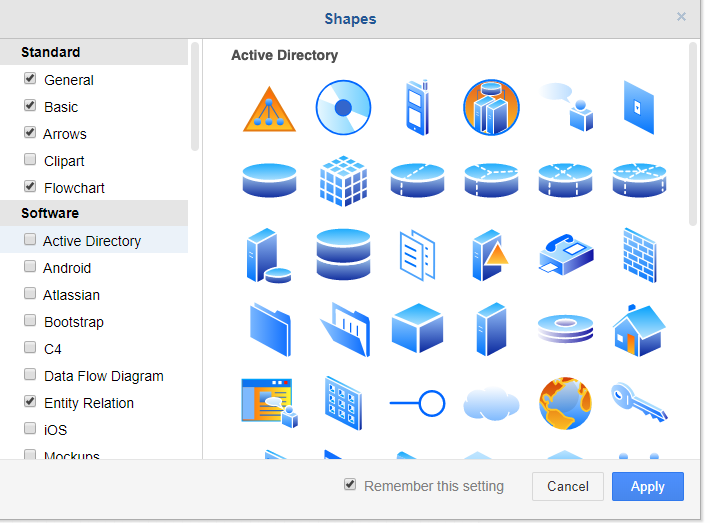 Shapes
Standard
General
Basic
Arrows
Clipart
Flowchart
Software
Active Directory
Android
Atlassian
Bootstrap
C4
Data Flow Diagram
Entity Relation
iOS
Mockups
Active Directory
Remember this setting
Cancel
Apply